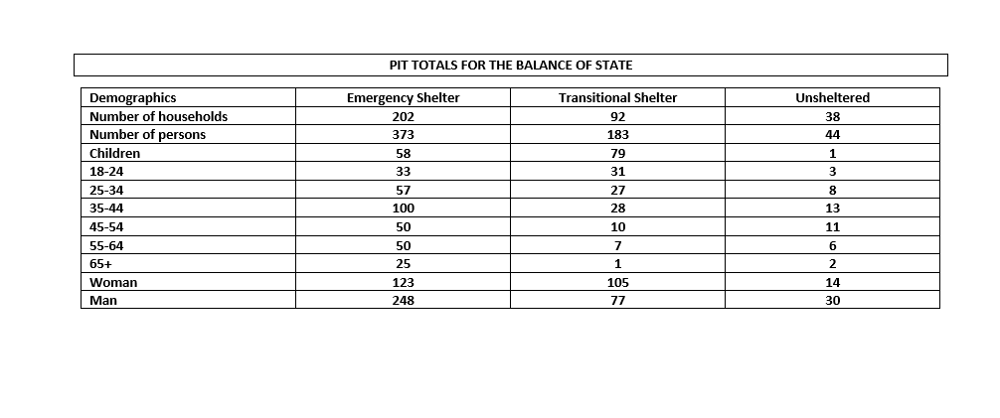 PIT TOTALS FOR THE BALANCE OF STATE
Demographics Emergency Shelter Transitional Shelter Unsheltered
Number of households 202 92 38
Number of persons 373 183 44
Children 58 79 1
18-24 33 31 3
25-34 57 27 8
35-44 100 28 13
45-54 50 10 11
55-64 50 7 6
65+ 25 1 2
Woman 123 105 14
Man 248 77 30